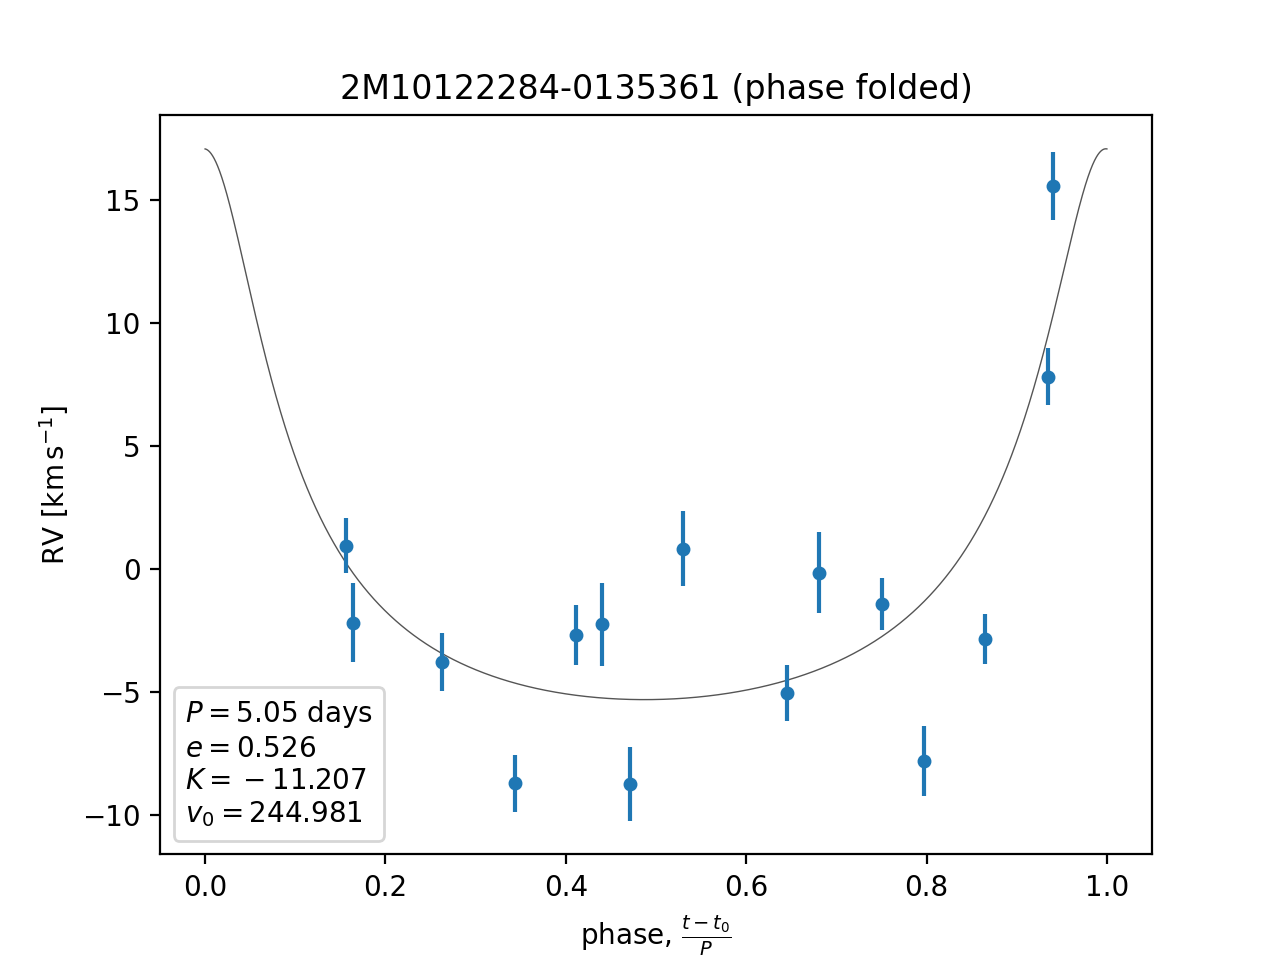 2M10122284-0135361 (phase folded)
15
10
5
0
−5
−10
RV [km s⁻¹]
P = 5.05 days
e = 0.526
K = − 11.207
v₀ = 244.981
0.0 0.2 0.4 0.6 0.8 1.0
phase, (t − t₀)/P